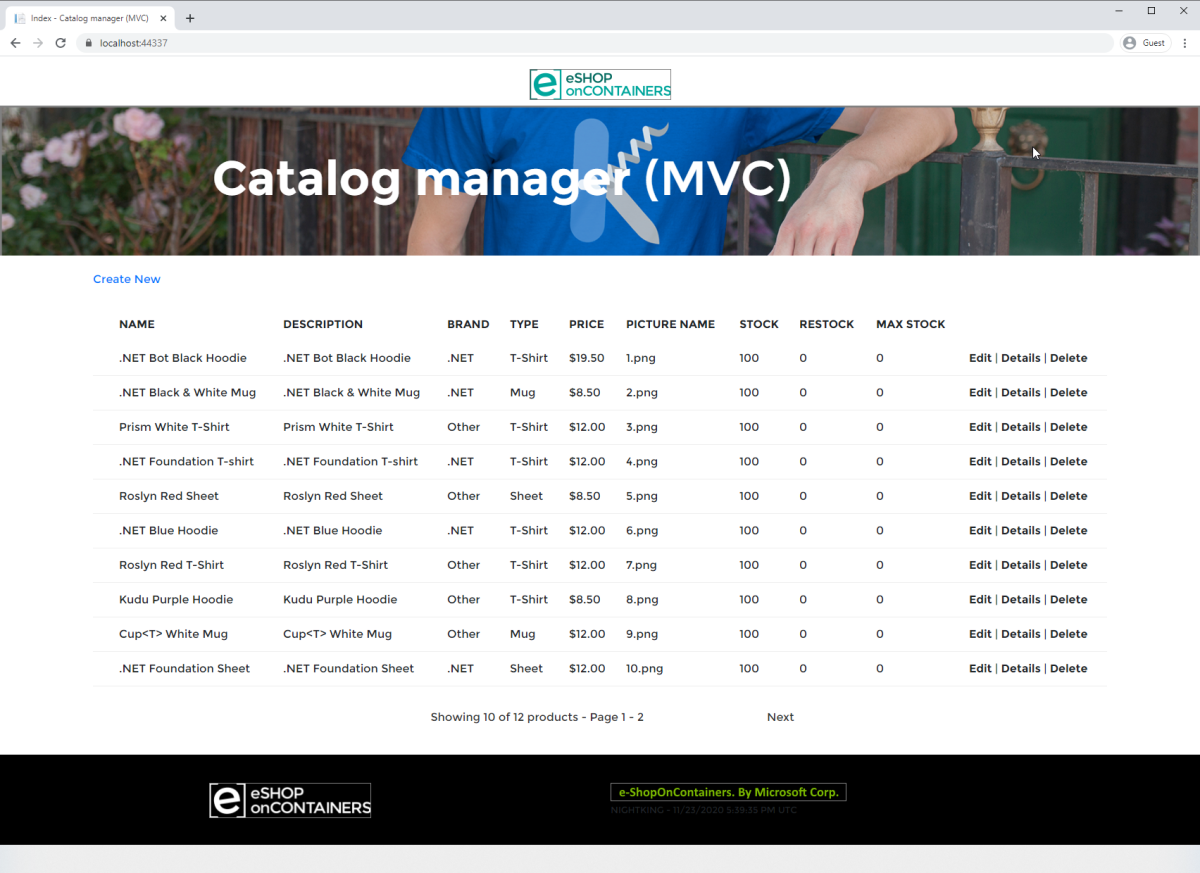 Index - Catalog manager (MVC)
localhost:44337
Guest
eSHOP
onCONTAINERS
Catalog manager (MVC)
Create New
NAME DESCRIPTION BRAND TYPE PRICE PICTURE NAME STOCK RESTOCK MAX STOCK
.NET Bot Black Hoodie .NET Bot Black Hoodie .NET T-Shirt $19.50 1.png 100 0 0 Edit | Details | Delete
.NET Black & White Mug .NET Black & White Mug .NET Mug $8.50 2.png 100 0 0 Edit | Details | Delete
Prism White T-Shirt Prism White T-Shirt Other T-Shirt $12.00 3.png 100 0 0 Edit | Details | Delete
.NET Foundation T-shirt .NET Foundation T-shirt .NET T-Shirt $12.00 4.png 100 0 0 Edit | Details | Delete
Roslyn Red Sheet Roslyn Red Sheet Other Sheet $8.50 5.png 100 0 0 Edit | Details | Delete
.NET Blue Hoodie .NET Blue Hoodie .NET T-Shirt $12.00 6.png 100 0 0 Edit | Details | Delete
Roslyn Red T-Shirt Roslyn Red T-Shirt Other T-Shirt $12.00 7.png 100 0 0 Edit | Details | Delete
Kudu Purple Hoodie Kudu Purple Hoodie Other T-Shirt $8.50 8.png 100 0 0 Edit | Details | Delete
Cup<T> White Mug Cup<T> White Mug Other Mug $12.00 9.png 100 0 0 Edit | Details | Delete
.NET Foundation Sheet .NET Foundation Sheet .NET Sheet $12.00 10.png 100 0 0 Edit | Details | Delete
Showing 10 of 12 products - Page 1 - 2 Next
eSHOP
onCONTAINERS
e-ShopOnContainers. By Microsoft Corp.
NIGHTKING - 11/23/2020 5:39:35 PM UTC